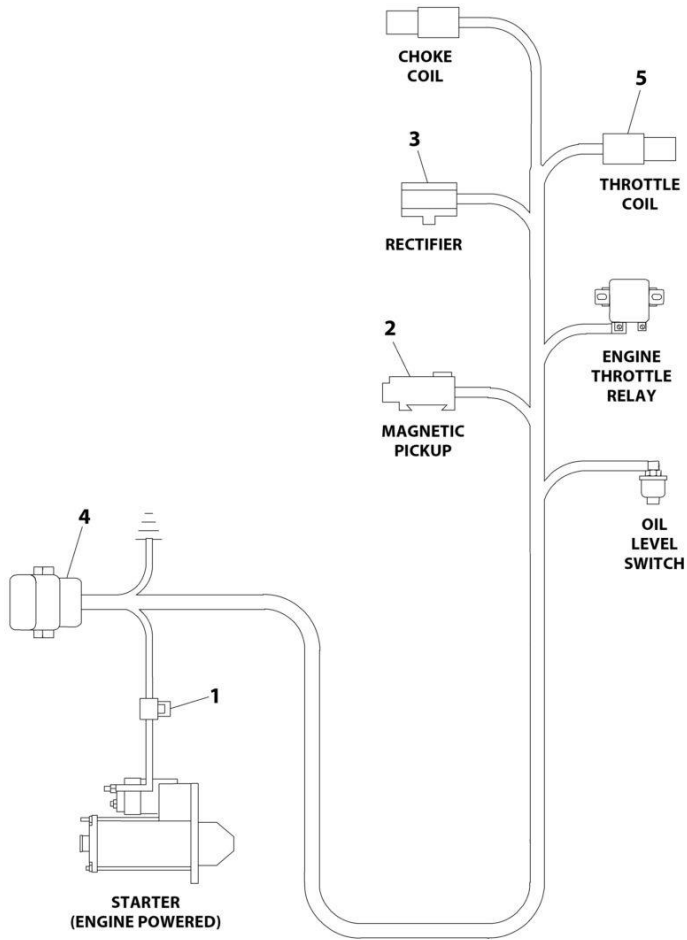 CHOKE
COIL
5
THROTTLE
COIL
3
RECTIFIER
ENGINE
THROTTLE
RELAY
2
MAGNETIC
PICKUP
OIL
LEVEL
SWITCH
4
1
STARTER
(ENGINE POWERED)